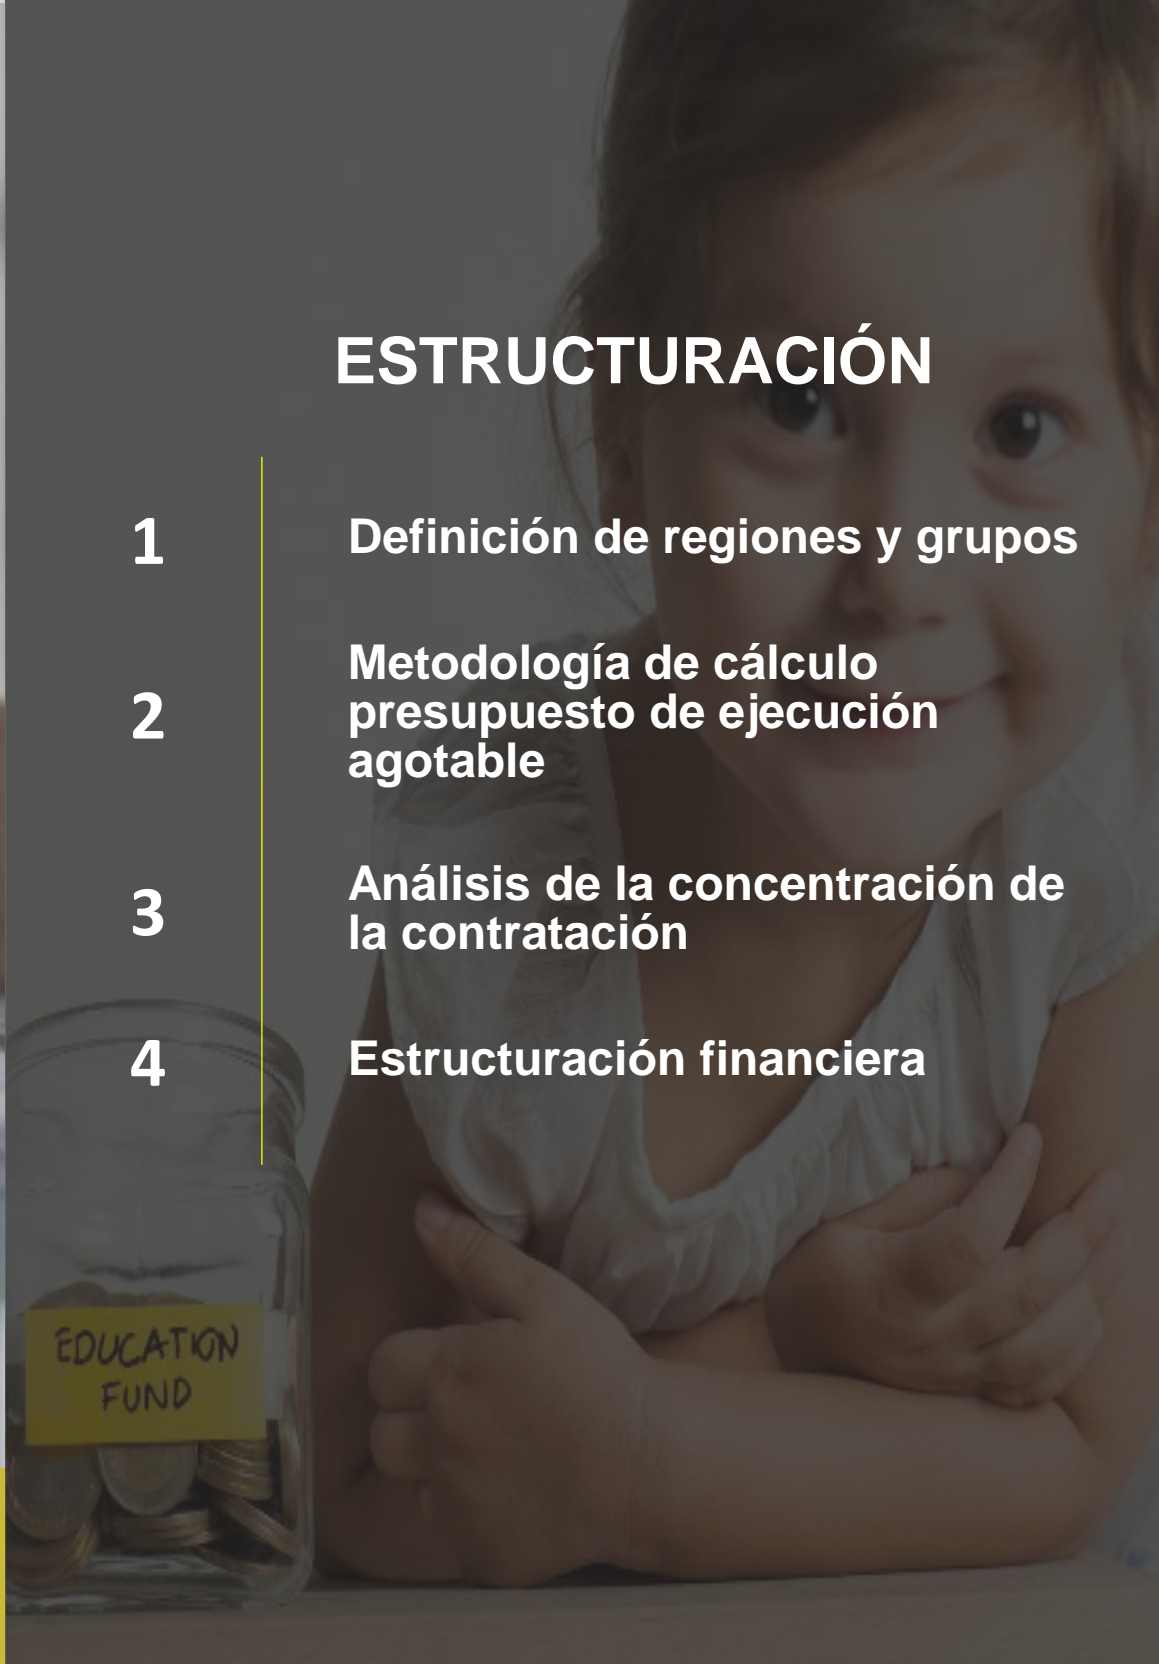 ESTRUCTURACIÓN
1
Definición de regiones y grupos
2
Metodología de cálculo
presupuesto de ejecución
agotable
3
Análisis de la concentración de
la contratación
4
Estructuración financiera
EDUCATION
FUND